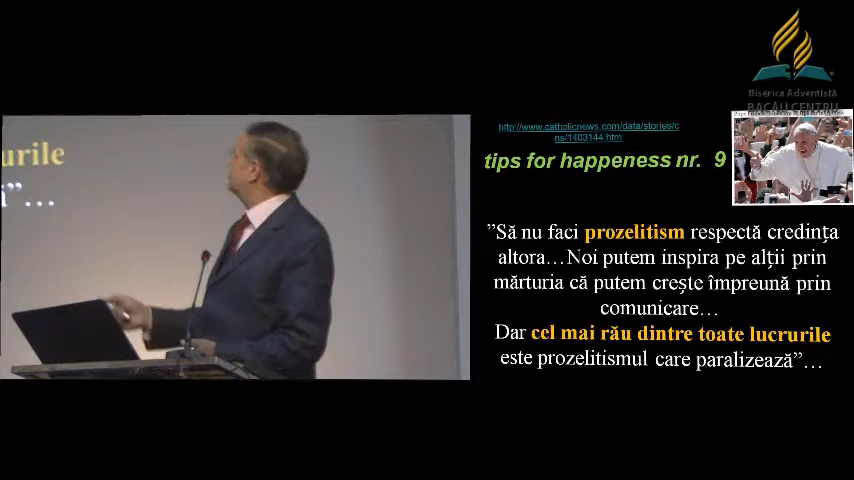 Biserica Adventistă
BACĂU CENTRU
http://www.catholicnews.com/data/stories/c
ns/1403144.htm
tips for happeness nr. 9
”Să nu faci prozelitism respectă credința
altora…Noi putem inspira pe alții prin
mărturia că putem crește împreună prin
comunicare…
Dar cel mai rău dintre toate lucrurile
este prozelitismul care paralizează”…
urile
ă”…